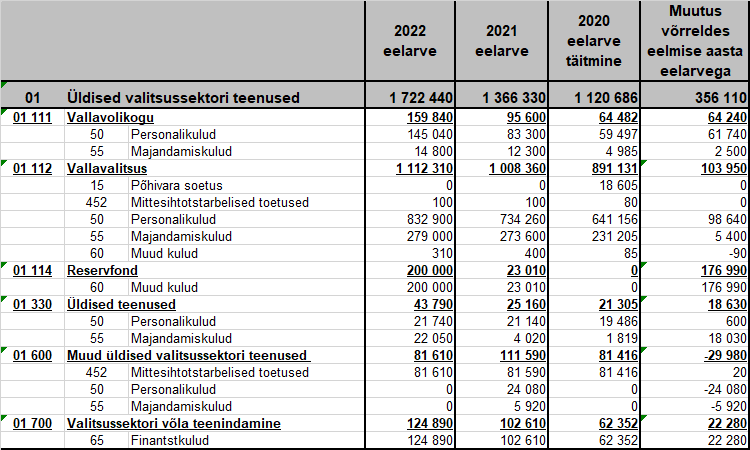 2022 eelarve 2021 eelarve 2020 eelarve täitmine Muutus võrreldes eelmise aasta eelarvega
01 Üldised valitsussektori teenused 1 722 440 1 366 330 1 120 686 356 110
01 111 Vallavolikogu 159 840 95 600 64 482 64 240
50 Personalikulud 145 040 83 300 59 497 61 740
55 Majandamiskulud 14 800 12 300 4 985 2 500
01 112 Vallavalitsus 1 112 310 1 008 360 891 131 103 950
15 Põhivara soetus 0 0 18 605 0
452 Mittesihtotstarbelised toetused 100 100 80 0
50 Personalikulud 832 900 734 260 641 156 98 640
55 Majandamiskulud 279 000 273 600 231 205 5 400
60 Muud kulud 310 400 85 -90
01 114 Reservfond 200 000 23 010 0 176 990
60 Muud kulud 200 000 23 010 0 176 990
01 330 Üldised teenused 43 790 25 160 21 305 18 630
50 Personalikulud 21 740 21 140 19 486 600
55 Majandamiskulud 22 050 4 020 1 819 18 030
01 600 Muud üldised valitsussektori teenused 81 610 111 590 81 416 -29 980
452 Mittesihtotstarbelised toetused 81 610 81 590 81 416 20
50 Personalikulud 0 24 080 0 -24 080
55 Majandamiskulud 0 5 920 0 -5 920
01 700 Valitsussektori võla teenindamine 124 890 102 610 62 352 22 280
65 Finantstkulud 124 890 102 610 62 352 22 280